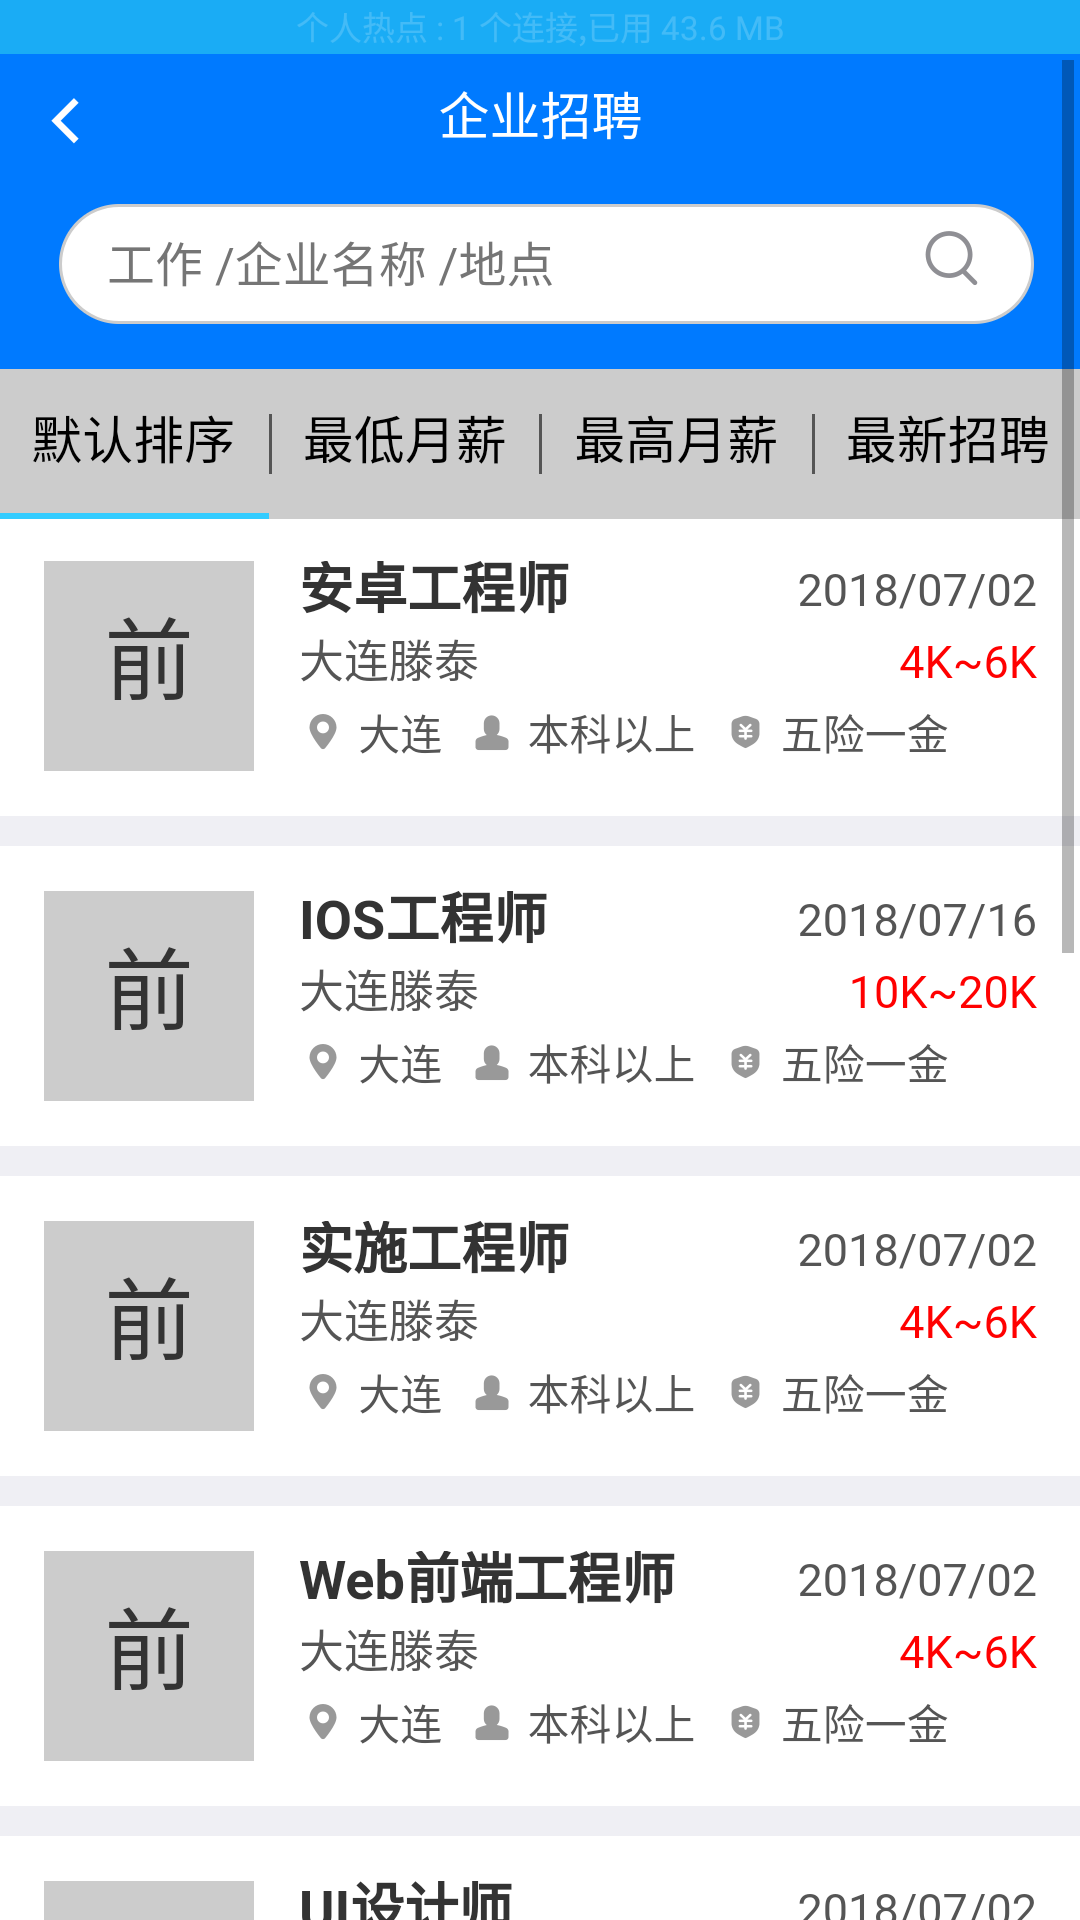 个人热点 : 1 个连接,已用 43.6 MB
企业招聘
工作 /企业名称 /地点
默认排序 最低月薪 最高月薪 最新招聘
前
安卓工程师 2018/07/02
大连滕泰 4K~6K
大连 本科以上 五险一金
前
IOS工程师 2018/07/16
大连滕泰 10K~20K
大连 本科以上 五险一金
前
实施工程师 2018/07/02
大连滕泰 4K~6K
大连 本科以上 五险一金
前
Web前端工程师 2018/07/02
大连滕泰 4K~6K
大连 本科以上 五险一金
UI设计师 2018/07/02